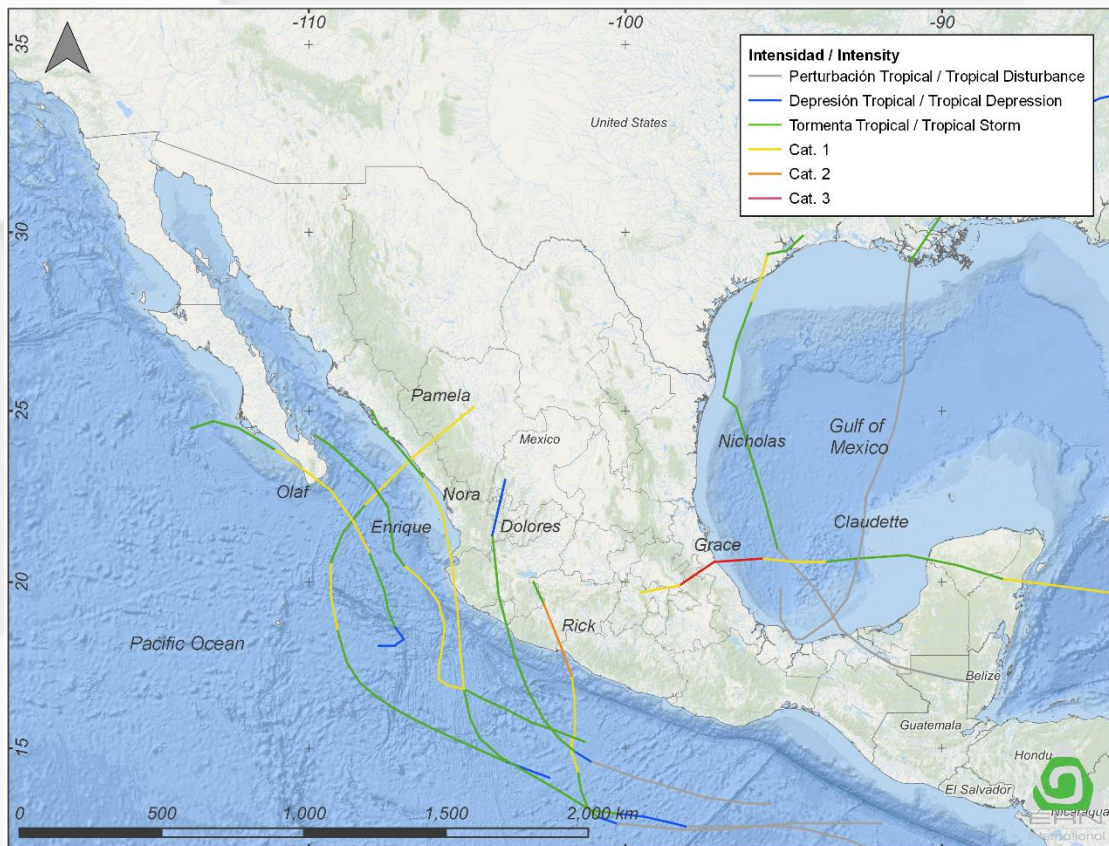 -110
-100
-90
35
Intensidad / Intensity
Perturbación Tropical / Tropical Disturbance
Depresión Tropical / Tropical Depression
Tormenta Tropical / Tropical Storm
Cat. 1
Cat. 2
Cat. 3
United States
30
25
Pamela
Mexico
Nicholas
Gulf of
Mexico
Olaf
Nora
Enrique
Dolores
Claudette
Grace
20
Pacific Ocean
Rick
Belize
Guatemala
15
Hondu
El Salvador
Nicaragua
0
500
1,000
1,500
2,000 km
ERN
International